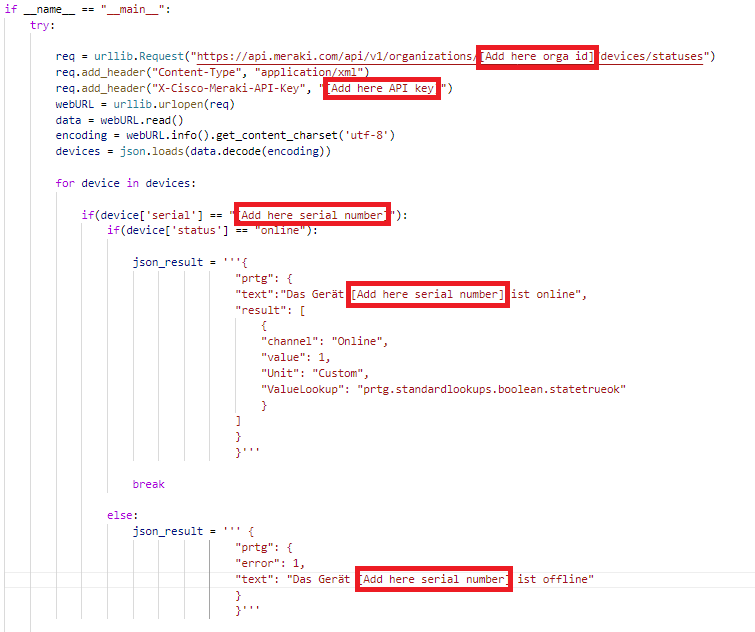 if __name__ == "__main__":
try:
req = urllib.Request("https://api.meraki.com/api/v1/organizations/[Add here orga id]/devices/statuses")
req.add_header("Content-Type", "application/xml")
req.add_header("X-Cisco-Meraki-API-Key", "[Add here API key]")
webURL = urllib.urlopen(req)
data = webURL.read()
encoding = webURL.info().get_content_charset('utf-8')
devices = json.loads(data.decode(encoding))
for device in devices:
if(device['serial'] == "[Add here serial number]"):
if(device['status'] == "online"):
json_result = '''{
"prtg": {
"text":"Das Gerät [Add here serial number] ist online",
"result": [
{
"channel": "Online",
"value": 1,
"Unit": "Custom",
"ValueLookup": "prtg.standardlookups.boolean.statetrueok"
}
]
}
}'''
break
else:
json_result = ''' {
"prtg": {
"error": 1,
"text": "Das Gerät [Add here serial number] ist offline"
}
}'''